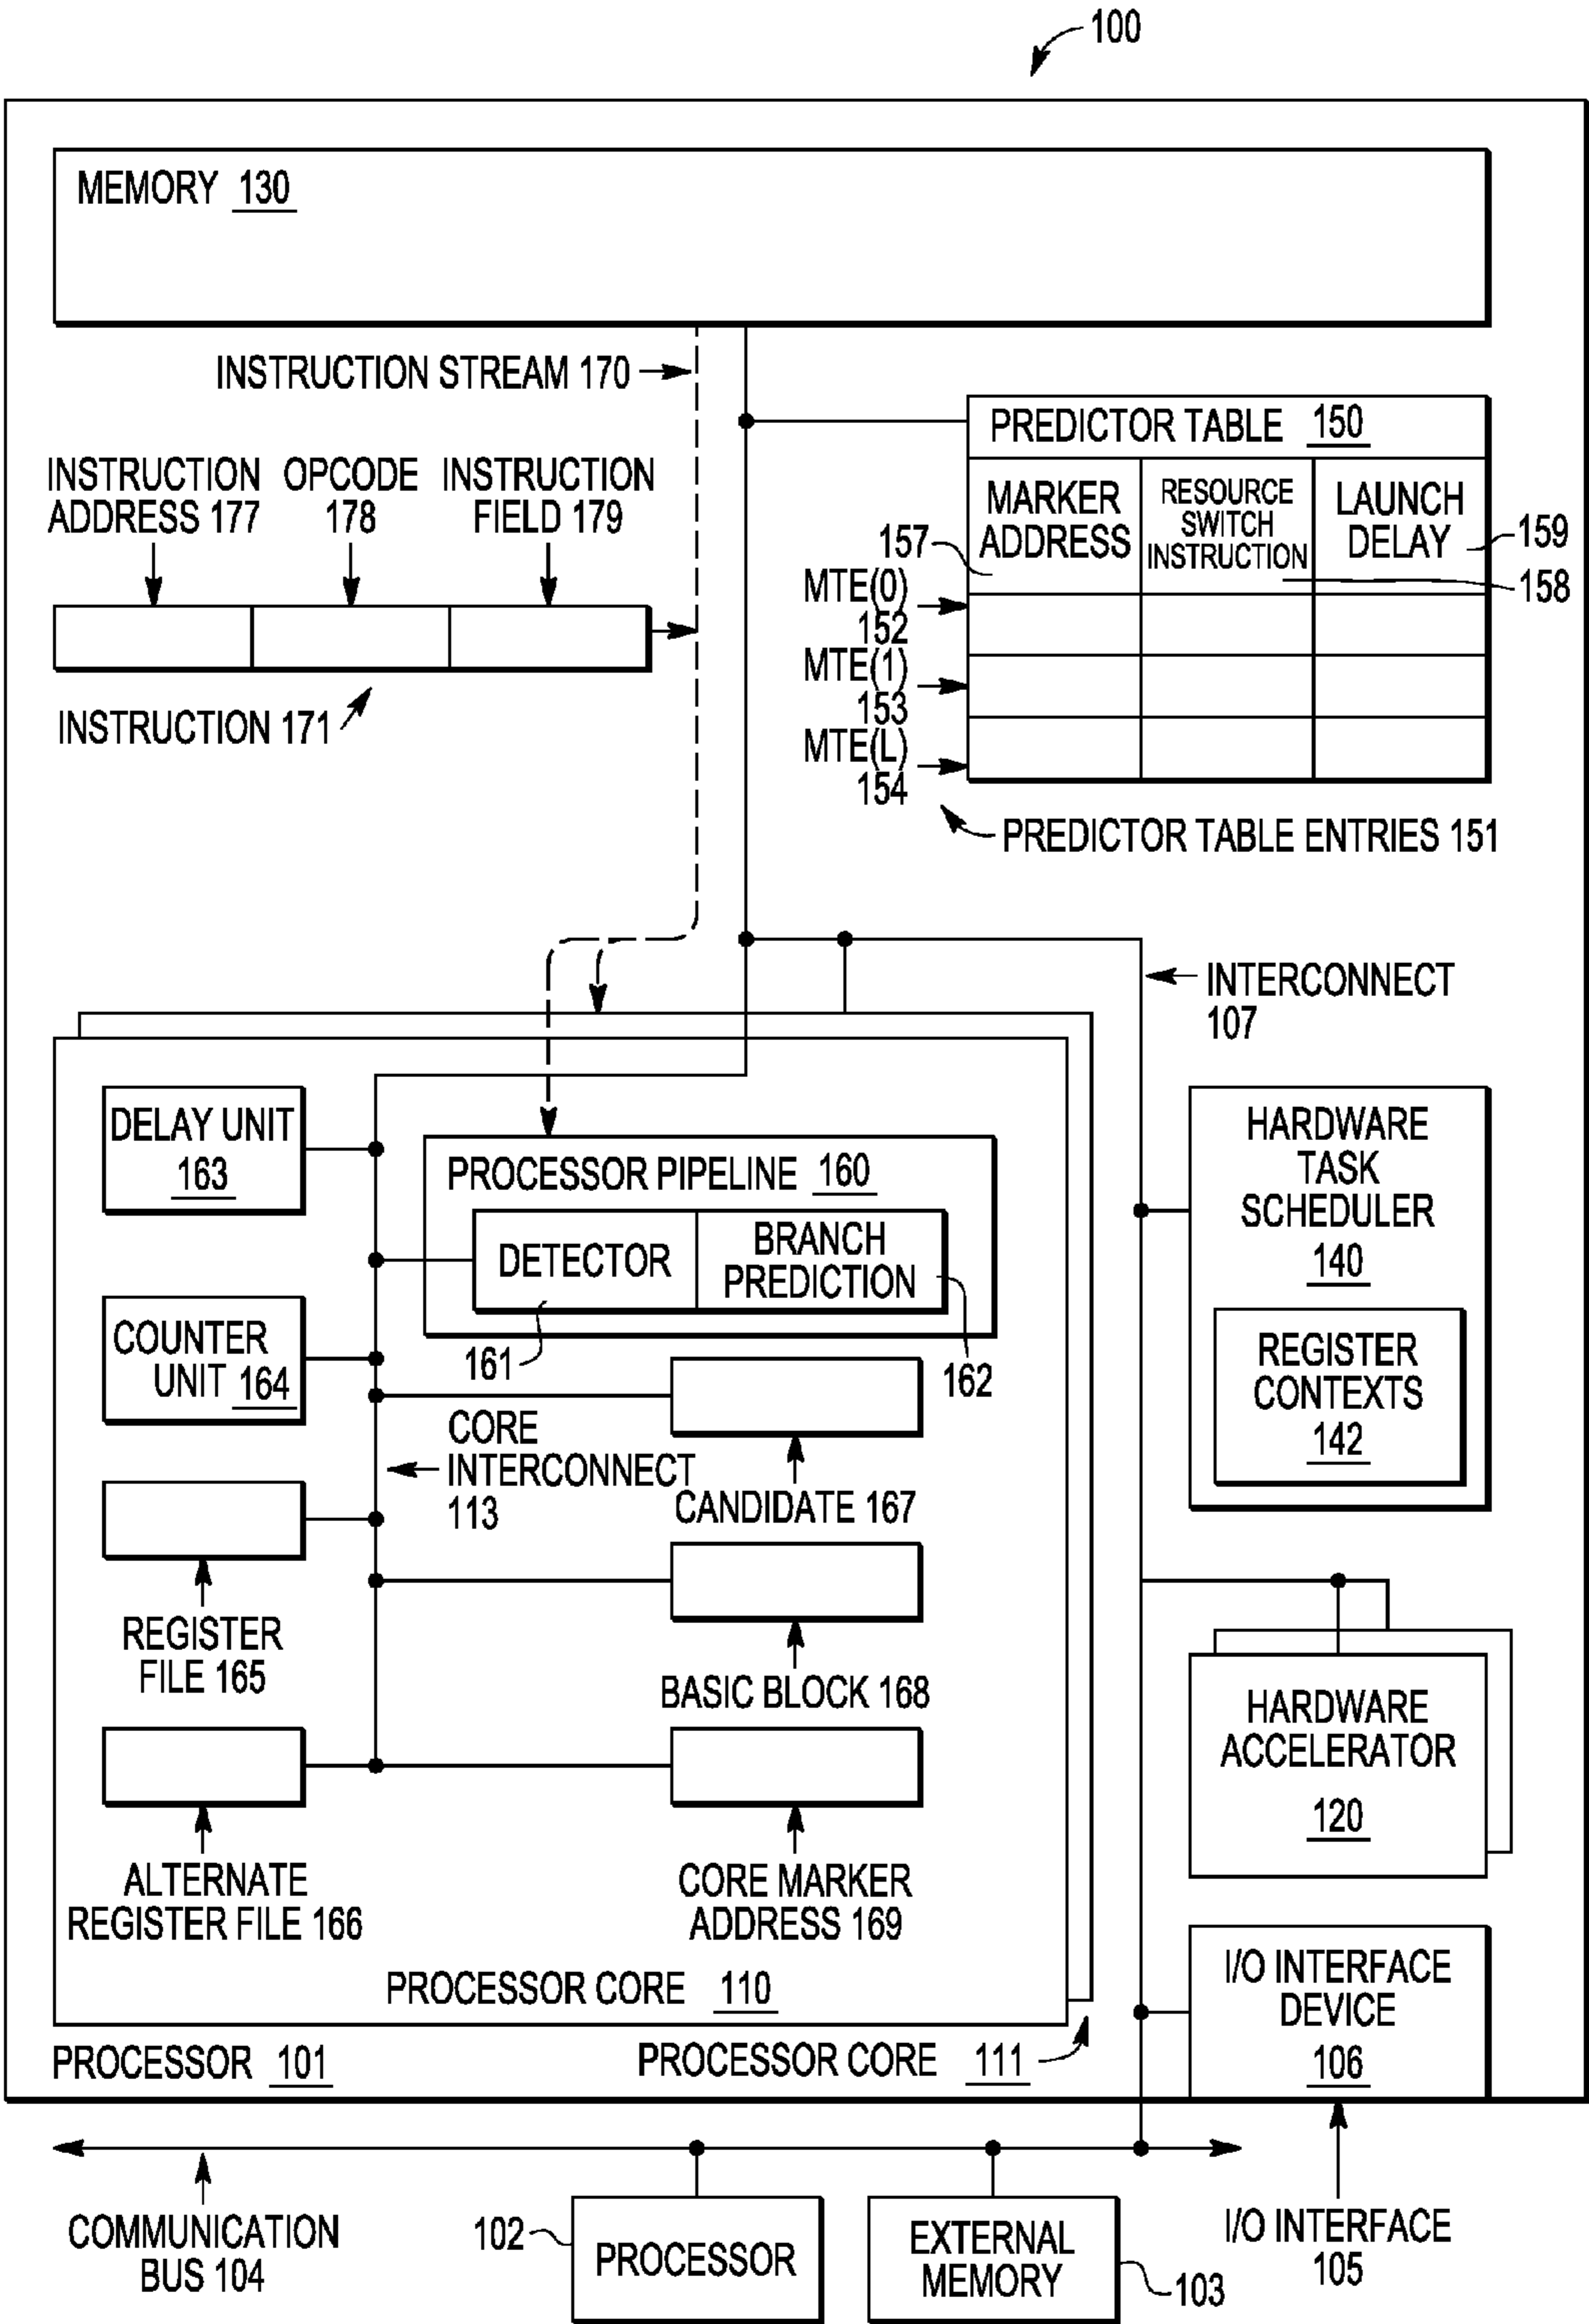 100
MEMORY 130
INSTRUCTION STREAM 170
INSTRUCTION
ADDRESS 177
OPCODE
178
INSTRUCTION
FIELD 179
INSTRUCTION 171
PREDICTOR TABLE 150
MARKER
ADDRESS
RESOURCE
SWITCH
INSTRUCTION
LAUNCH
DELAY
157
159
158
MTE(0)
152
MTE(1)
153
MTE(L)
154
PREDICTOR TABLE ENTRIES 151
INTERCONNECT
107
DELAY UNIT
163
PROCESSOR PIPELINE 160
DETECTOR
BRANCH
PREDICTION
161
162
COUNTER
UNIT 164
CORE
INTERCONNECT
113
CANDIDATE 167
REGISTER
FILE 165
BASIC BLOCK 168
ALTERNATE
REGISTER FILE 166
CORE MARKER
ADDRESS 169
PROCESSOR CORE 110
PROCESSOR 101
PROCESSOR CORE 111
HARDWARE
TASK
SCHEDULER
140
REGISTER
CONTEXTS
142
HARDWARE
ACCELERATOR
120
I/O INTERFACE
DEVICE
106
COMMUNICATION
BUS 104
102
PROCESSOR
EXTERNAL
MEMORY
103
I/O INTERFACE
105